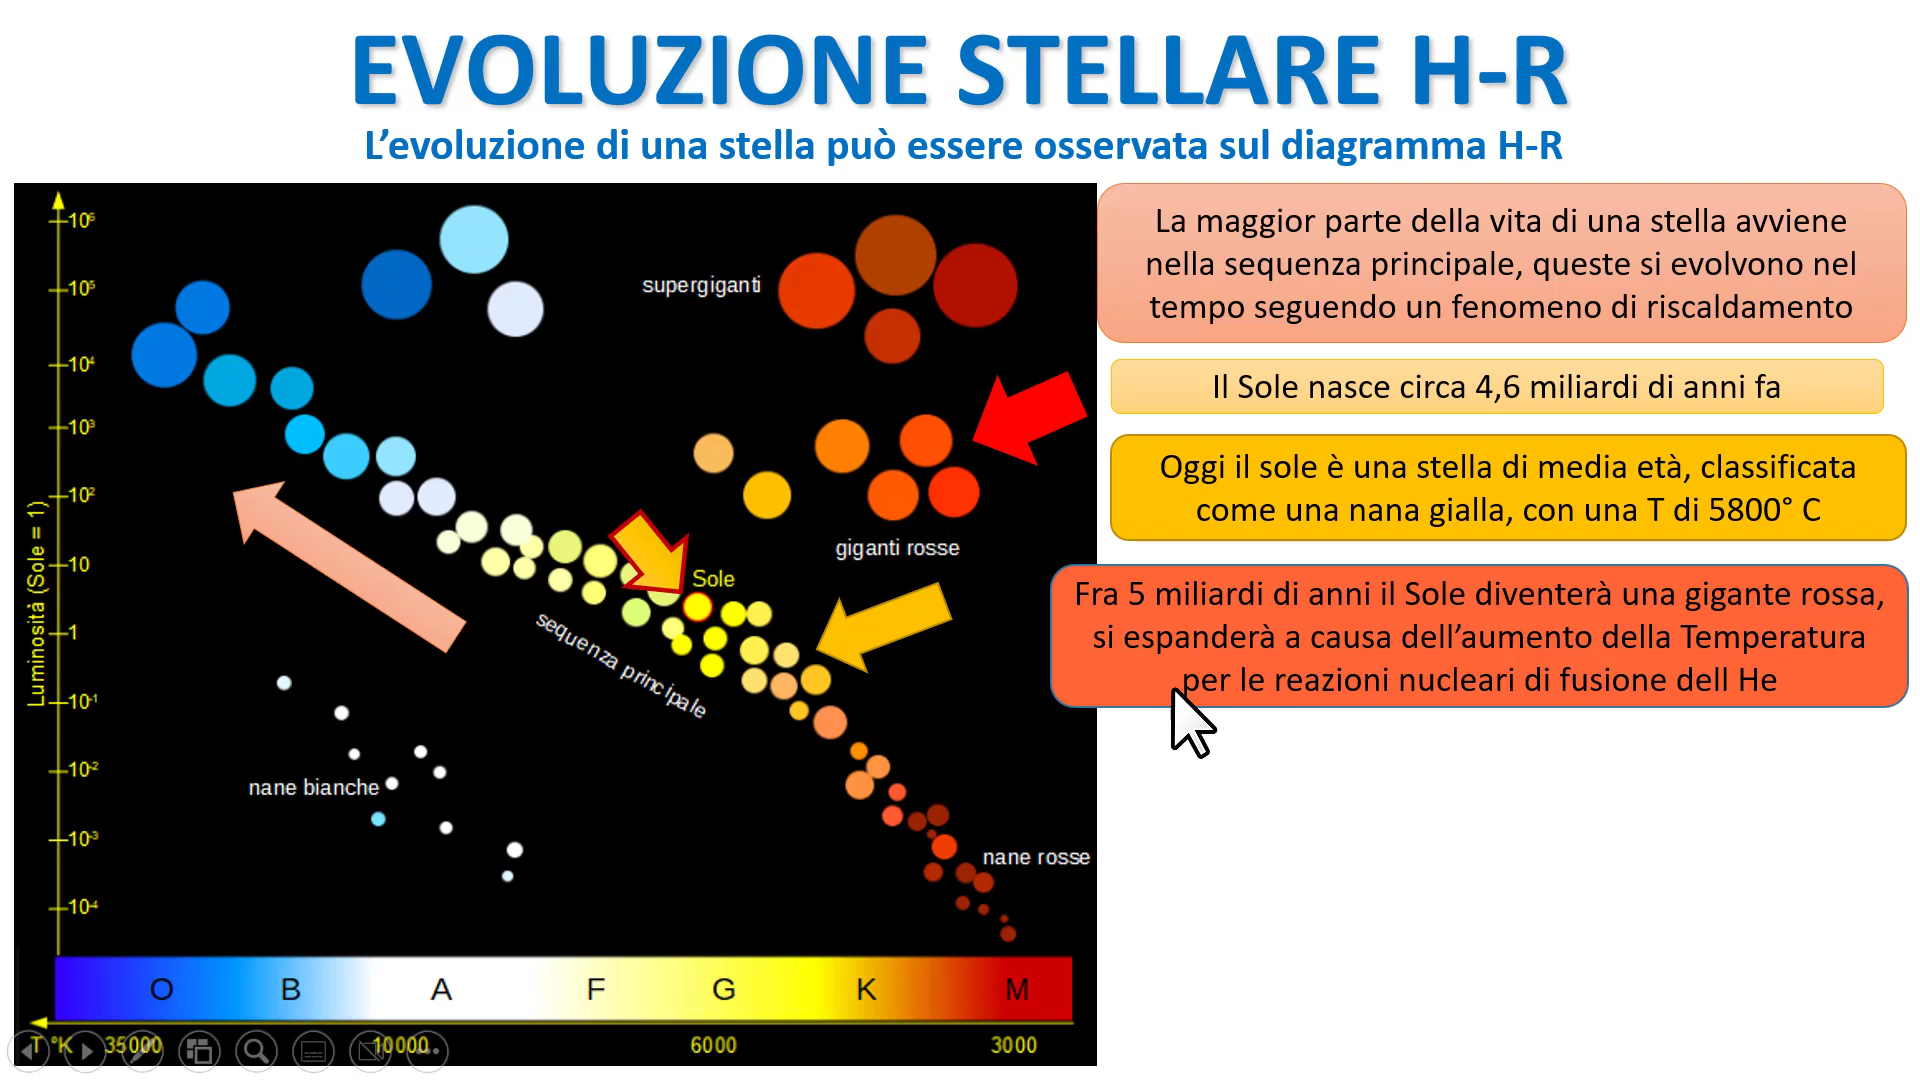 EVOLUZIONE STELLARE H-R
L’evoluzione di una stella può essere osservata sul diagramma H-R
La maggior parte della vita di una stella avviene
nella sequenza principale, queste si evolvono nel
tempo seguendo un fenomeno di riscaldamento
Il Sole nasce circa 4,6 miliardi di anni fa
Oggi il sole è una stella di media età, classificata
come una nana gialla, con una T di 5800° C
Fra 5 miliardi di anni il Sole diventerà una gigante rossa,
si espanderà a causa dell’aumento della Temperatura
per le reazioni nucleari di fusione dell He
Luminosità (Sole = 1)
10⁶
10⁵
10⁴
10³
10²
10
1
10⁻¹
10⁻²
10⁻³
10⁴
supergiganti
giganti rosse
Sole
sequenza principale
nane bianche
nane rosse
O B A F G K M
T °K 35000 10000 6000 3000